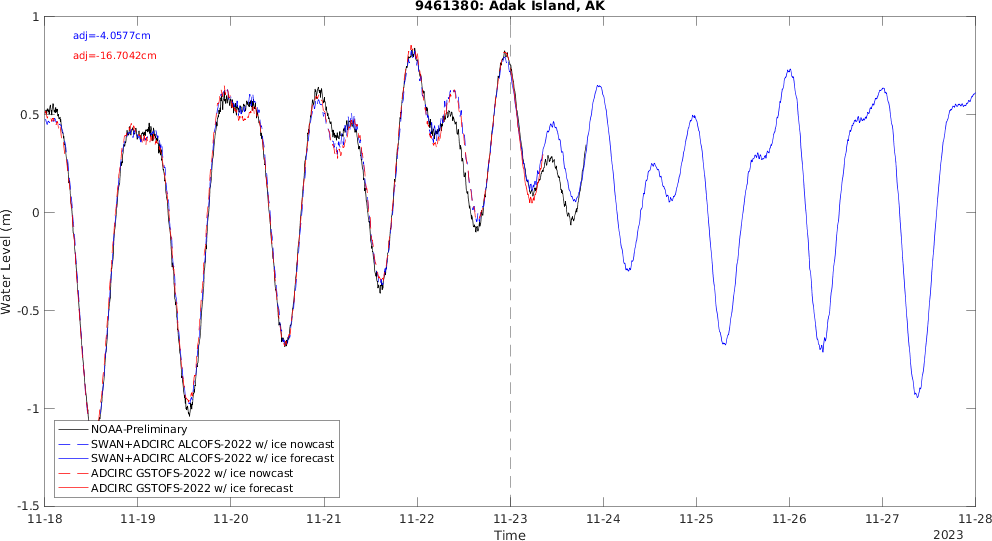 9461380: Adak Island, AK
adj=-4.0577cm
adj=-16.7042cm
1
0.5
0
-0.5
-1
-1.5
Water Level (m)
NOAA-Preliminary
SWAN+ADCIRC ALCOFS-2022 w/ ice nowcast
SWAN+ADCIRC ALCOFS-2022 w/ ice forecast
ADCIRC GSTOFS-2022 w/ ice nowcast
ADCIRC GSTOFS-2022 w/ ice forecast
11-18 11-19 11-20 11-21 11-22 11-23 11-24 11-25 11-26 11-27 11-28
Time
2023